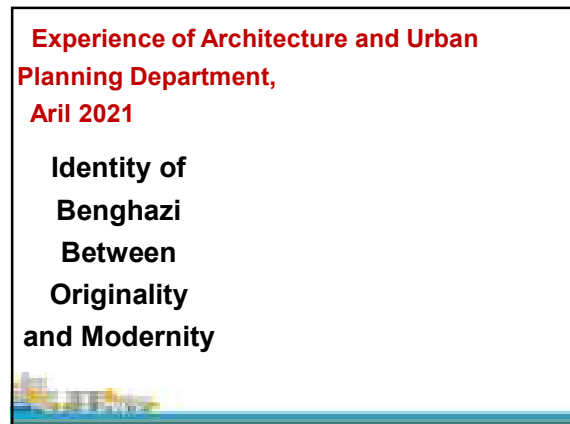 Experience of Architecture and Urban
Planning Department,
Aril 2021
Identity of
Benghazi
Between
Originality
and Modernity